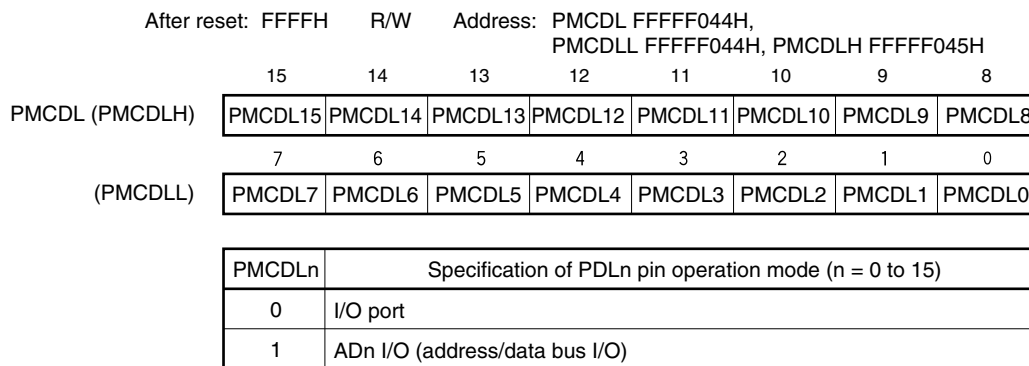 After reset: FFFFH R/W Address: PMCDL FFFFF044H,
PMCDLL FFFFF044H, PMCDLH FFFFF045H
15 14 13 12 11 10 9 8
PMCDL (PMCDLH) PMCDL15 PMCDL14 PMCDL13 PMCDL12 PMCDL11 PMCDL10 PMCDL9 PMCDL8
7 6 5 4 3 2 1 0
(PMCDLL) PMCDL7 PMCDL6 PMCDL5 PMCDL4 PMCDL3 PMCDL2 PMCDL1 PMCDL0
PMCDLn Specification of PDLn pin operation mode (n = 0 to 15)
0 I/O port
1 ADn I/O (address/data bus I/O)